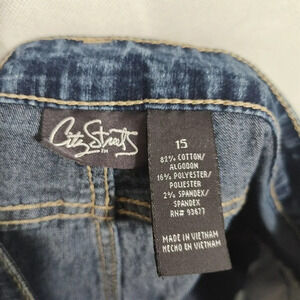 City Streets
TM
15
82% COTTON/
ALGODON
16% POLYESTER/
POLIESTER
2% SPANDEX/
SPANDEX
RN# 93677
MADE IN VIETNAM
HECHO EN VIETNAM